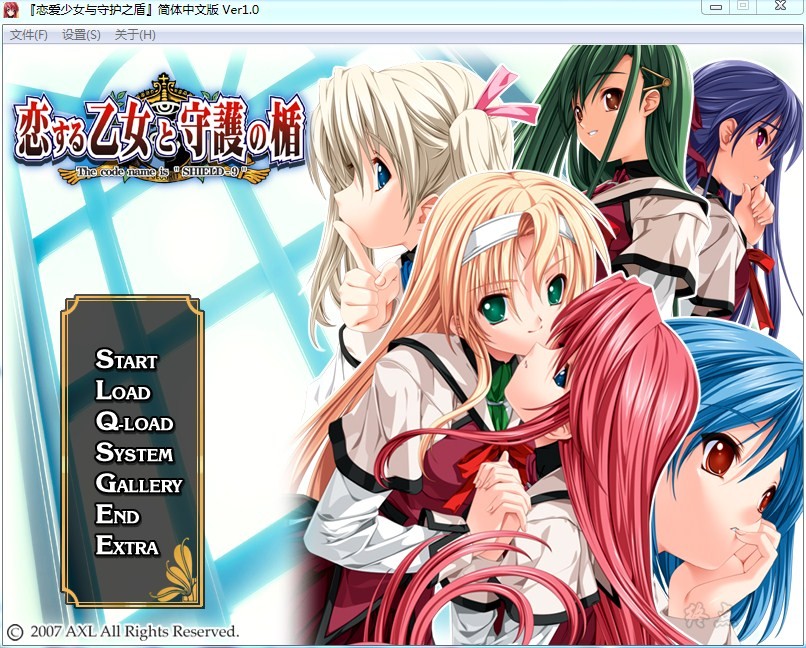 『恋爱少女与守护之盾』简体中文版 Ver1.0
文件(F) 设置(S) 关于(H)
恋する乙女と守護の楯
The code name is "SHIELD-9"
START
LOAD
Q-LOAD
SYSTEM
GALLERY
END
EXTRA
© 2007 AXL All Rights Reserved.